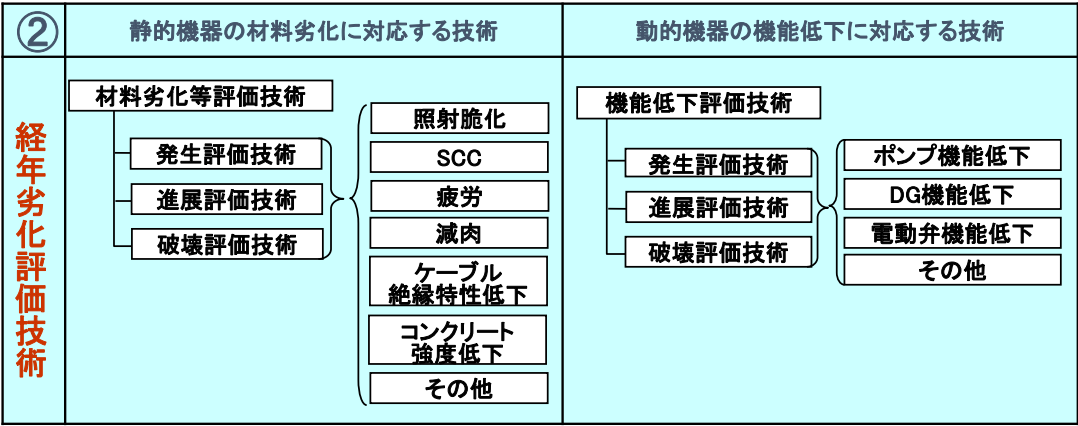 ②
静的機器の材料劣化に対応する技術
動的機器の機能低下に対応する技術
経年劣化評価技術
材料劣化等評価技術
発生評価技術
進展評価技術
破壊評価技術
照射脆化
SCC
疲労
減肉
ケーブル
絶縁特性低下
コンクリート
強度低下
その他
機能低下評価技術
発生評価技術
進展評価技術
破壊評価技術
ポンプ機能低下
DG機能低下
電動弁機能低下
その他